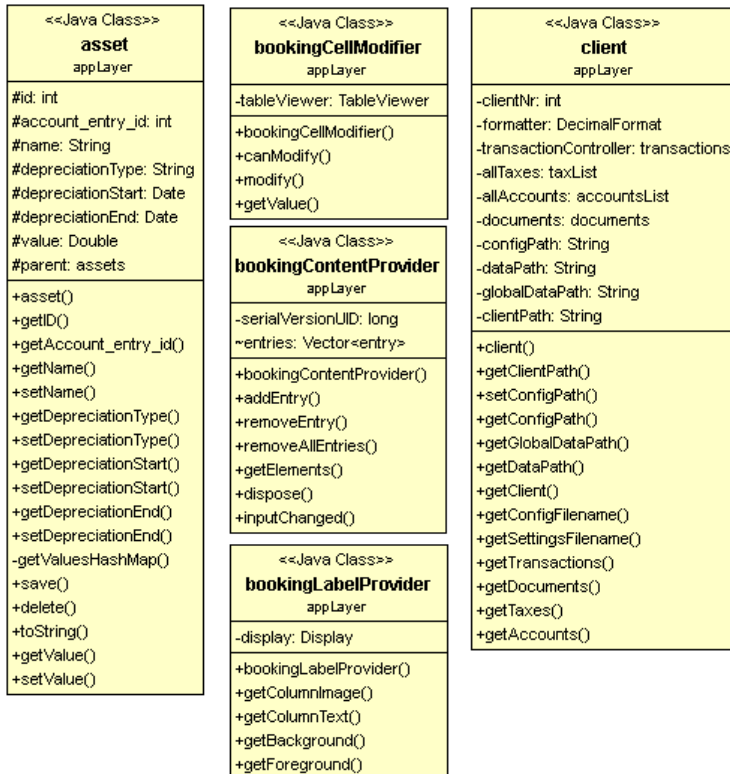 <<Java Class>>
asset
appLayer
#id: int
#account_entry_id: int
#name: String
#depreciationType: String
#depreciationStart: Date
#depreciationEnd: Date
#value: Double
#parent: assets
+asset()
+getID()
+getAccount_entry_id()
+getName()
+setName()
+getDepreciationType()
+setDepreciationType()
+getDepreciationStart()
+setDepreciationStart()
+getDepreciationEnd()
+setDepreciationEnd()
-getValuesHashMap()
+save()
+delete()
+toString()
+getValue()
+setValue()
<<Java Class>>
bookingCellModifier
appLayer
-tableViewer: TableViewer
+bookingCellModifier()
+canModify()
+modify()
+getValue()
<<Java Class>>
bookingContentProvider
appLayer
-serialVersionUID: long
~entries: Vector<entry>
+bookingContentProvider()
+addEntry()
+removeEntry()
+removeAllEntries()
+getElements()
+dispose()
+inputChanged()
<<Java Class>>
bookingLabelProvider
appLayer
-display: Display
+bookingLabelProvider()
+getColumnImage()
+getColumnText()
+getBackground()
+getForeground()
<<Java Class>>
client
appLayer
-clientNr: int
-formatter: DecimalFormat
-transactionController: transactions
-allTaxes: taxList
-allAccounts: accountsList
-documents: documents
-configPath: String
-dataPath: String
-globalDataPath: String
-clientPath: String
+client()
+getClientPath()
+setConfigPath()
+getConfigPath()
+getGlobalDataPath()
+getDataPath()
+getClient()
+getConfigFilename()
+getSettingsFilename()
+getTransactions()
+getDocuments()
+getTaxes()
+getAccounts()